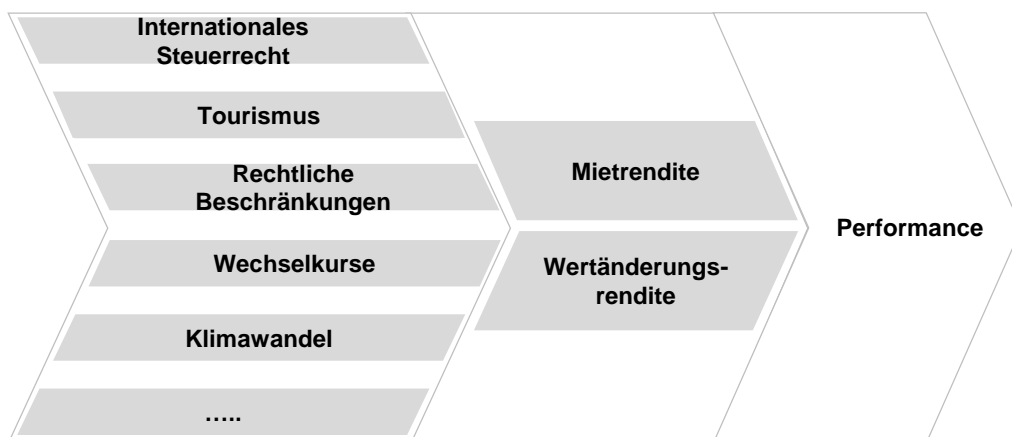 Internationales
Steuerrecht
Tourismus
Rechtliche
Beschränkungen
Wechselkurse
Klimawandel
…..
Mietrendite
Wertänderungs-
rendite
Performance